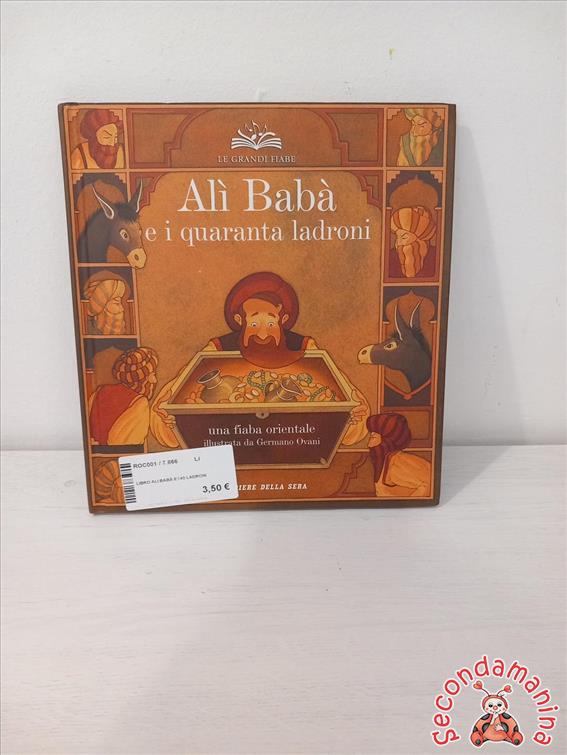 LE GRANDI FIABE
Alì Babà
e i quaranta ladroni
una fiaba orientale
illustrata da Germano Ovani
ROC001 / 7.666 LI
LIBRO ALI BABÀ E I 40 LADRONI
3,50 €
RIERE DELLA SERA
Secondamanina